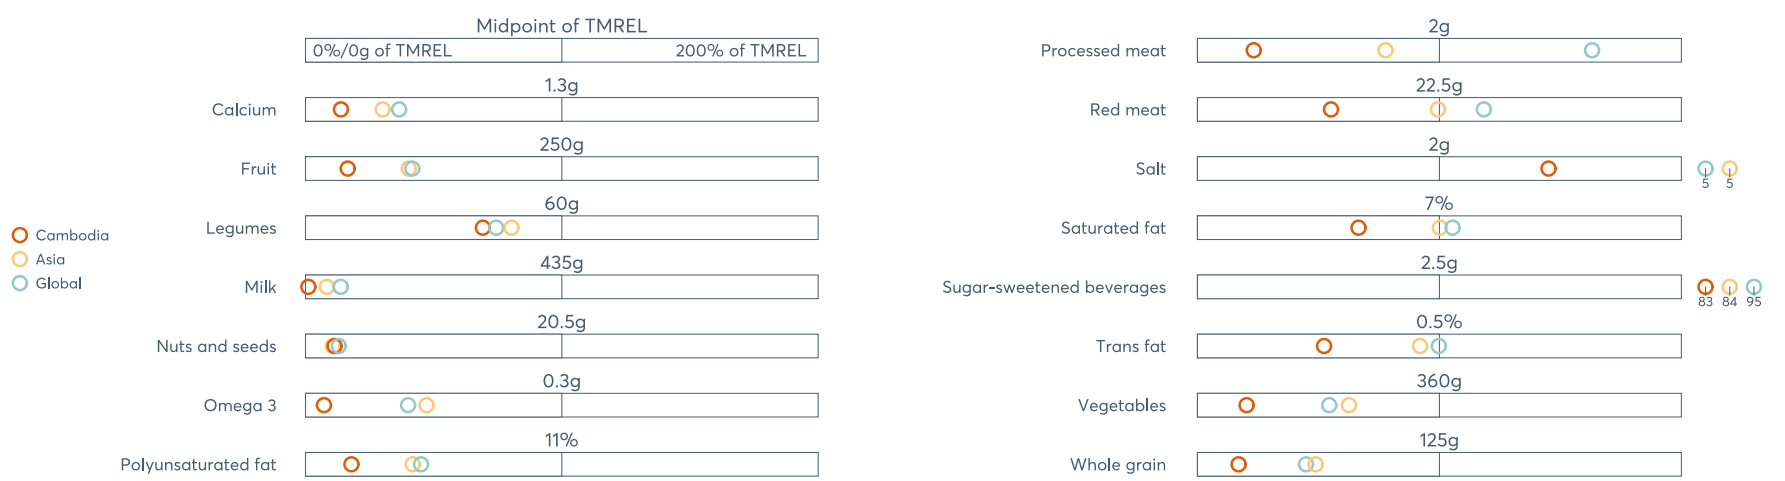 Midpoint of TMREL
0%/0g of TMREL 200% of TMREL
1.3g
Calcium
250g
Fruit
60g
Legumes
435g
Milk
20.5g
Nuts and seeds
0.3g
Omega 3
11%
Polyunsaturated fat
Cambodia
Asia
Global
2g
Processed meat
22.5g
Red meat
2g
Salt
5 5
7%
Saturated fat
2.5g
Sugar-sweetened beverages
83 84 95
0.5%
Trans fat
360g
Vegetables
125g
Whole grain